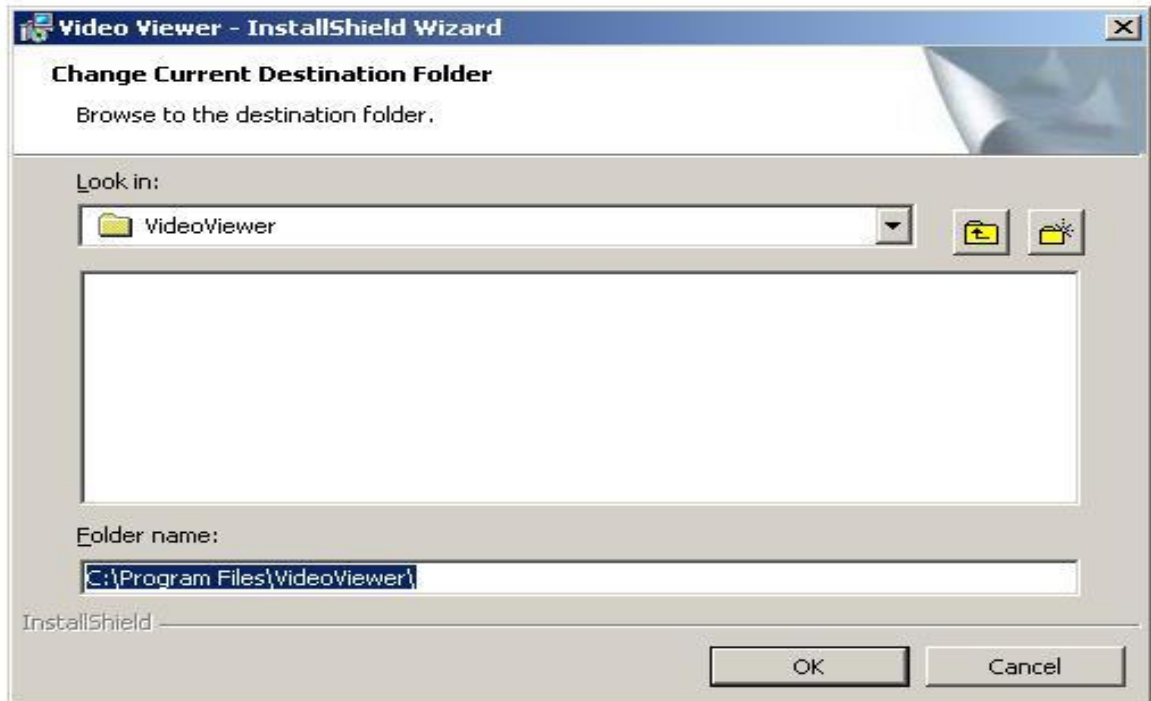 Video Viewer - InstallShield Wizard
Change Current Destination Folder
Browse to the destination folder.
Look in:
VideoViewer
Folder name:
C:\Program Files\VideoViewer\
InstallShield
OK
Cancel